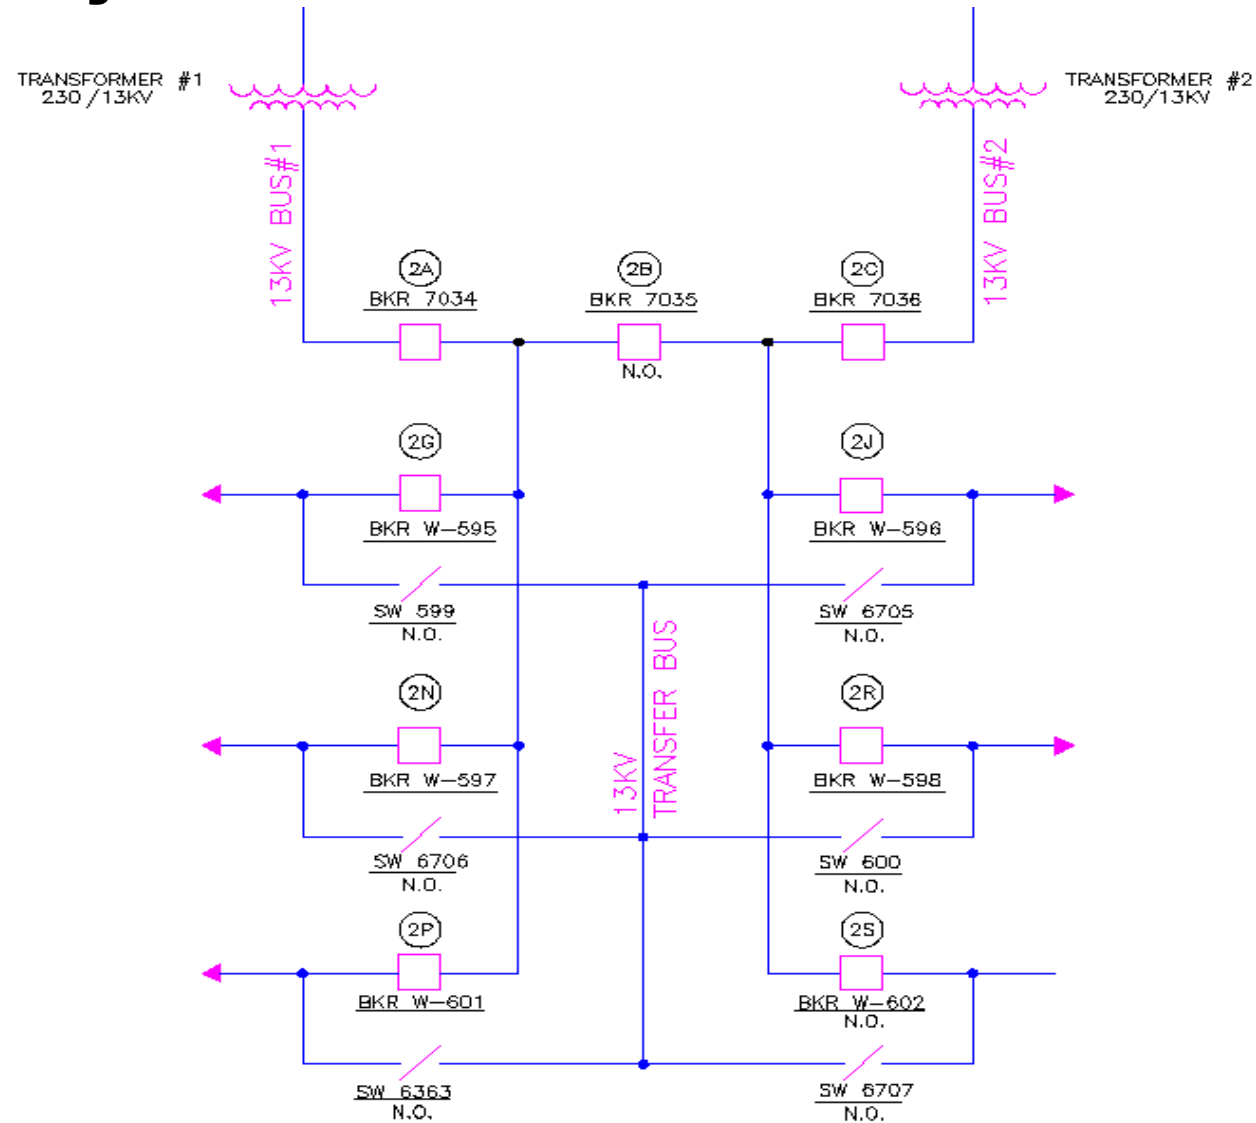 TRANSFORMER #1
230/13KV
TRANSFORMER #2
230/13KV
13KV BUS#1
13KV BUS#2
2A
BKR 7034
2B
BKR 7035
N.O.
2C
BKR 7036
2G
BKR W-595
2J
BKR W-596
SW 599
N.O.
SW 6705
N.O.
13KV
TRANSFER BUS
2N
BKR W-597
2R
BKR W-598
SW 6706
N.O.
SW 600
N.O.
2P
BKR W-601
2S
BKR W-602
N.O.
SW 6363
N.O.
SW 6707
N.O.